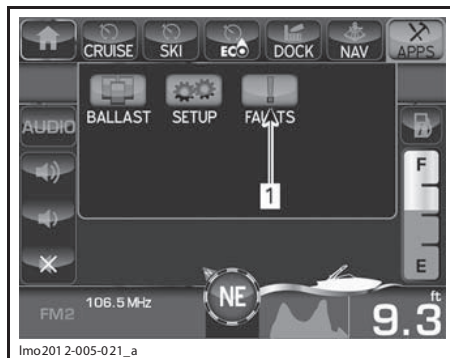 CRUISE SKI ECO DOCK NAV APPS
AUDIO
BALLAST SETUP FAULTS
1
F
E
NE
FM2 106.5 MHz
ft
9.3
lmo2012-005-021_a